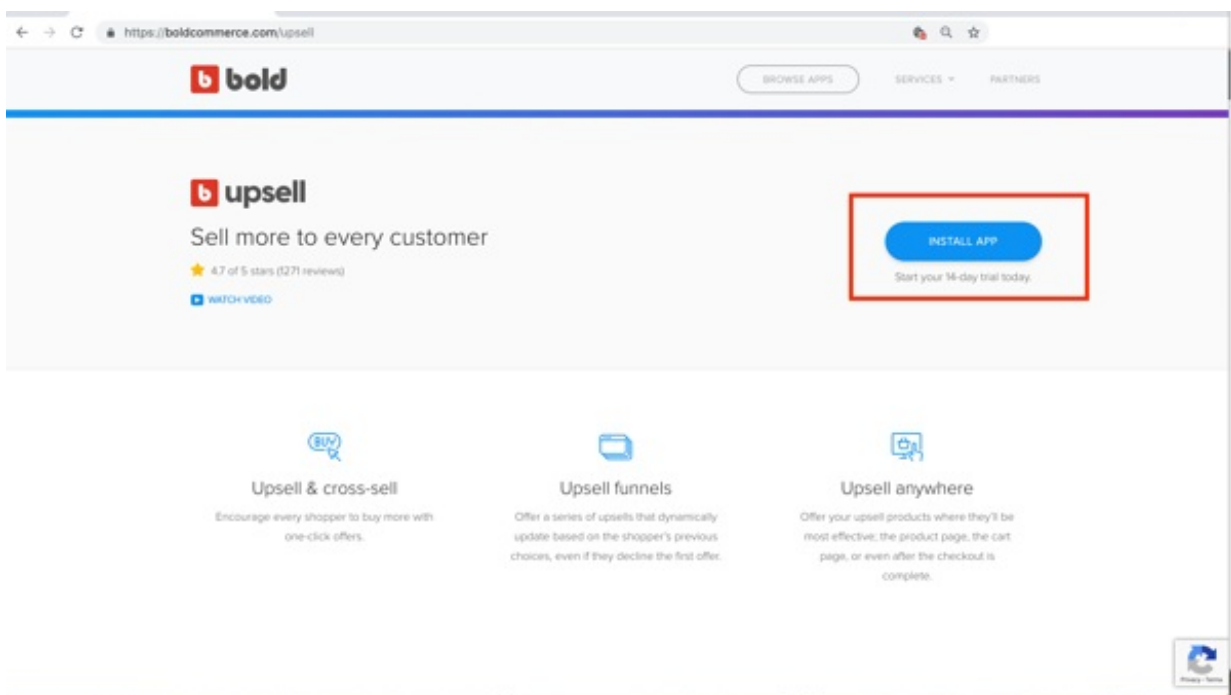 https://boldcommerce.com/upsell
b bold
BROWSE APPS SERVICES PARTNERS
b upsell
Sell more to every customer
4.7 of 5 stars (1271 reviews)
WATCH VIDEO
INSTALL APP
Start your 14-day trial today.
BUY
Upsell & cross-sell
Encourage every shopper to buy more with
one-click offers.
Upsell funnels
Offer a series of upsells that dynamically
update based on the shopper's previous
choices, even if they decline the first offer.
Upsell anywhere
Offer your upsell products where they'll be
most effective; the product page, the cart
page, or even after the checkout is
complete.
Privacy - Terms